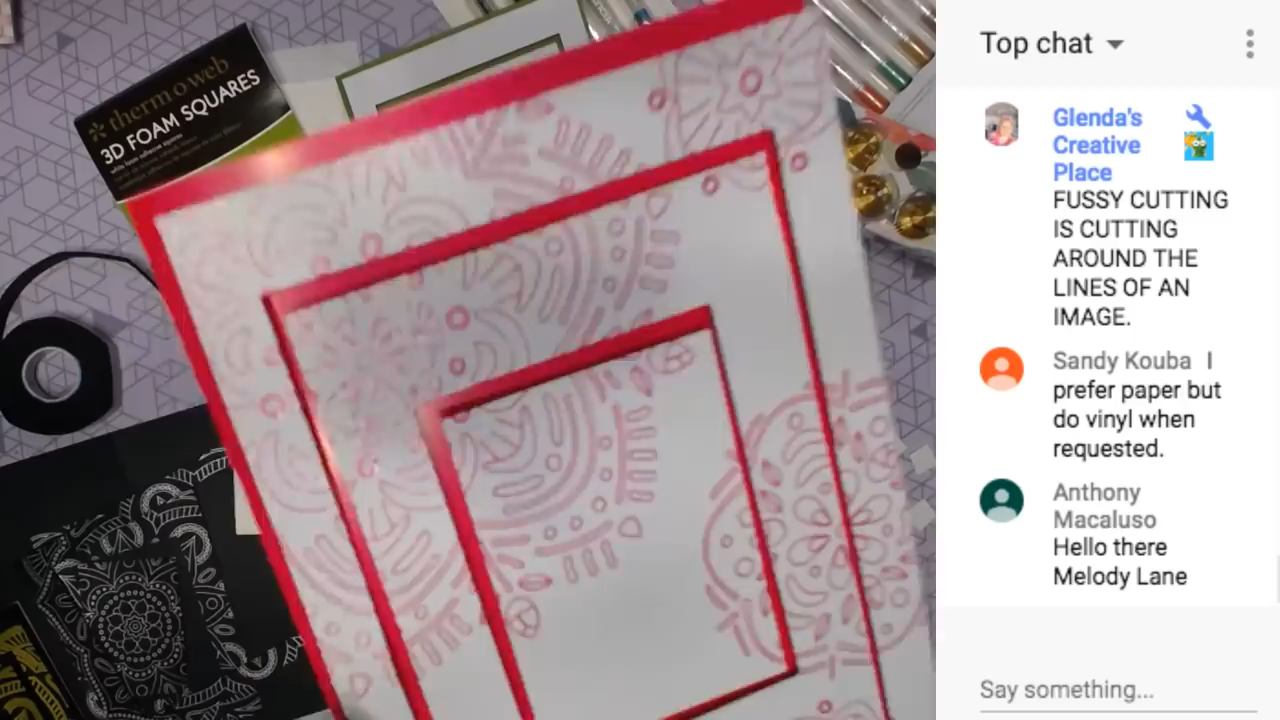 therm o web
3D FOAM SQUARES
Top chat
Glenda's
Creative
Place
FUSSY CUTTING
IS CUTTING
AROUND THE
LINES OF AN
IMAGE.
Sandy Kouba I
prefer paper but
do vinyl when
requested.
Anthony
Macaluso
Hello there
Melody Lane
Say something...